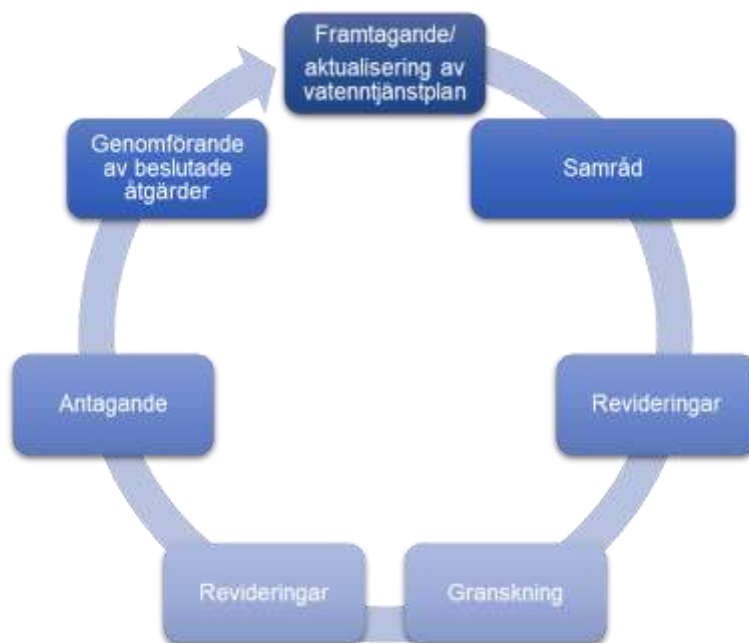 Framtagande/
aktualisering av
vatenntjänstplan
Samråd
Revideringar
Granskning
Revideringar
Antagande
Genomförande
av beslutade
åtgärder